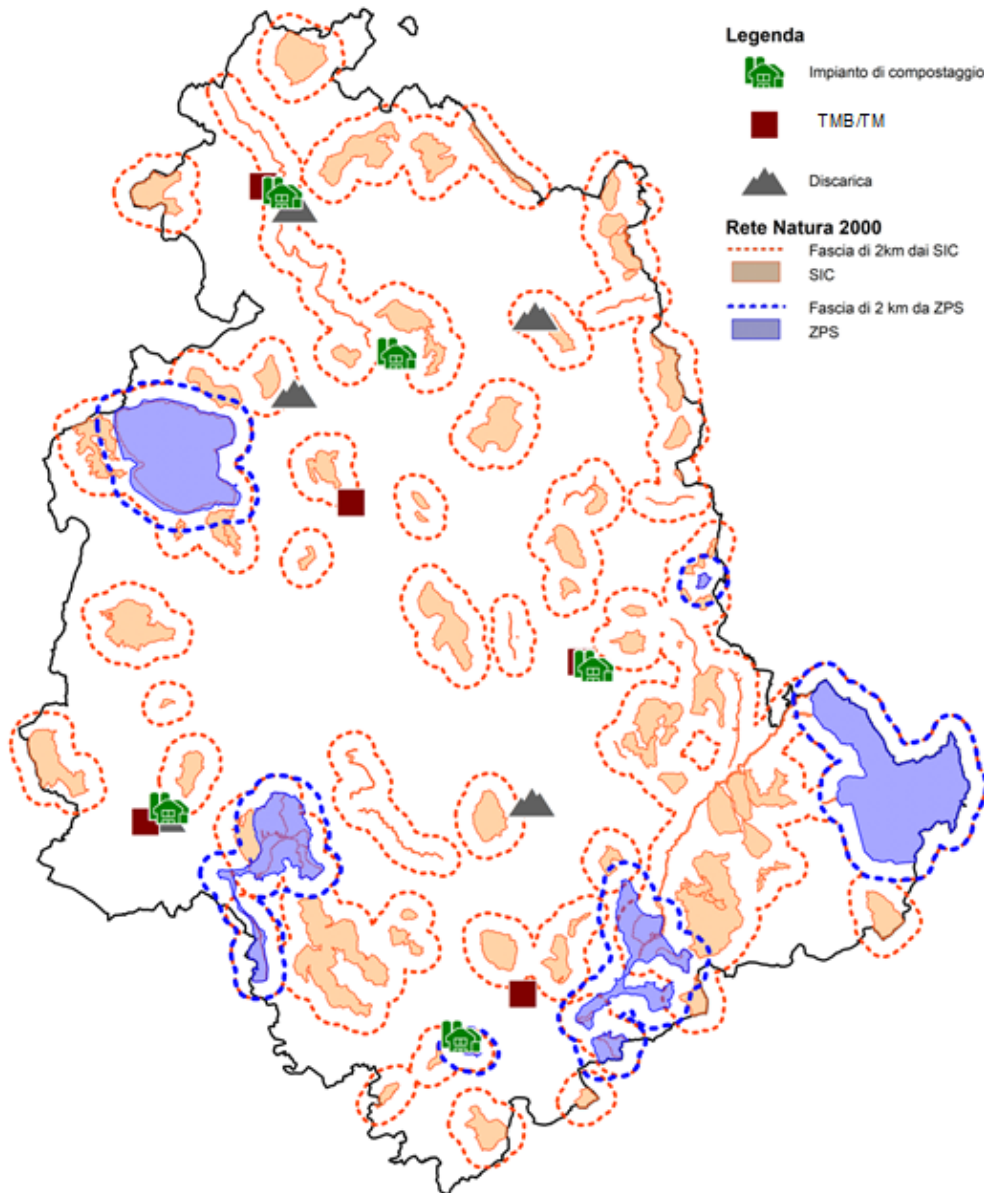 Legenda
Impianto di compostaggio
TMB/TM
Discarica
Rete Natura 2000
Fascia di 2km dai SIC
SIC
Fascia di 2 km da ZPS
ZPS